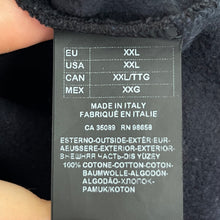 EU XXL
USA XXL
CAN XXL/TTG
MEX XXG
MADE IN ITALY
FABRIQUÉ EN ITALIE
CA 35089 RN 98658
ESTERNO-OUTSIDE-EXTÉRIEUR-
AEUSSERE-EXTERIOR-EXTERIOR-
ВНЕШНЯЯ ЧАСТЬ-DIS YÜZEY
100% COTONE-COTTON-COTON-
BAUMWOLLE-ALGODÓN-
ALGODÃO-ХЛОПОК-
PAMUK/KOTON